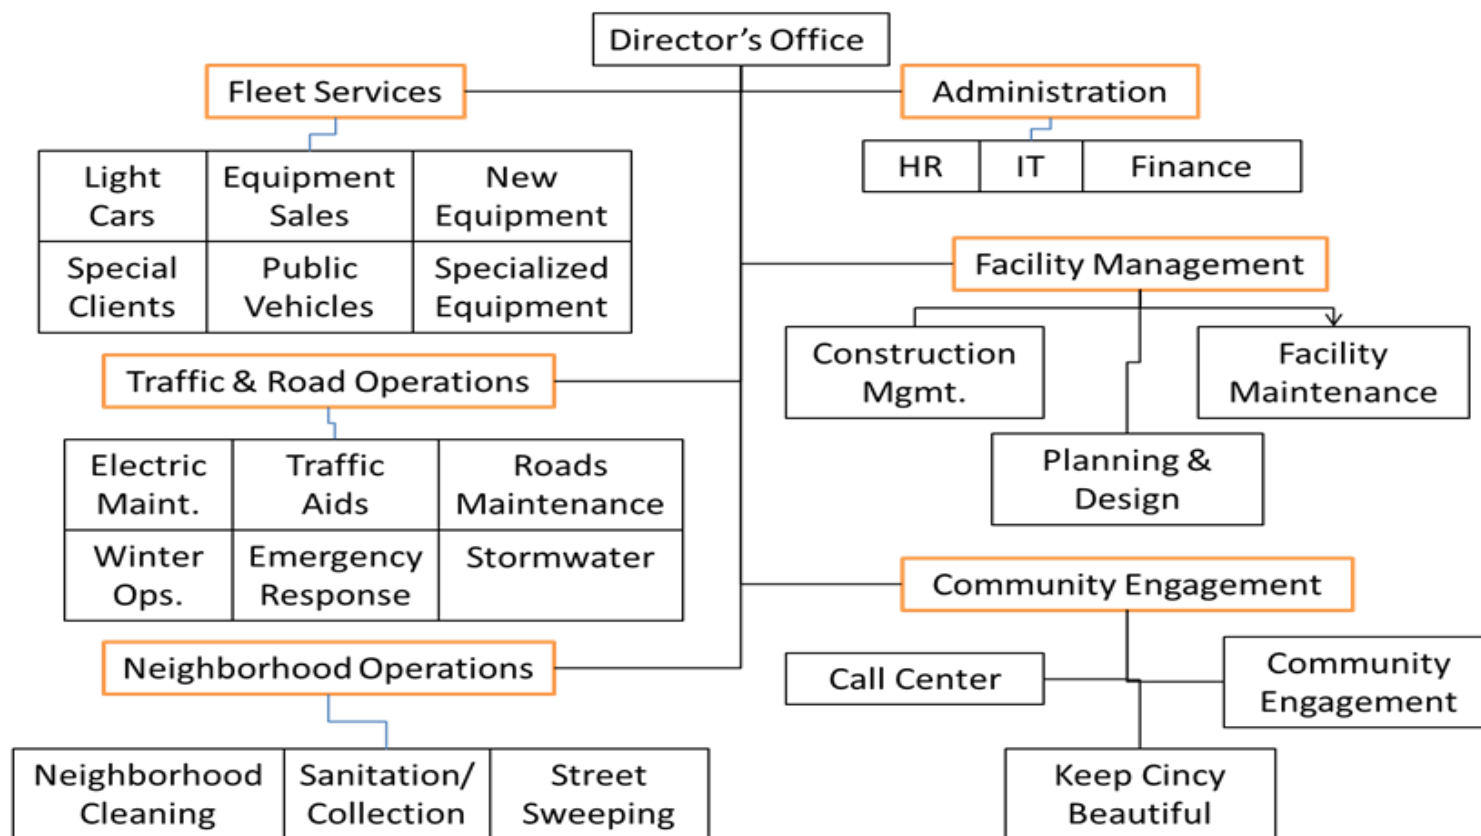 Director's Office
Fleet Services
Administration
Light
Cars
Equipment
Sales
New
Equipment
Special
Clients
Public
Vehicles
Specialized
Equipment
HR
IT
Finance
Facility Management
Construction
Mgmt.
Facility
Maintenance
Planning &
Design
Traffic & Road Operations
Electric
Maint.
Traffic
Aids
Roads
Maintenance
Winter
Ops.
Emergency
Response
Stormwater
Community Engagement
Call Center
Community
Engagement
Keep Cincy
Beautiful
Neighborhood Operations
Neighborhood
Cleaning
Sanitation/
Collection
Street
Sweeping